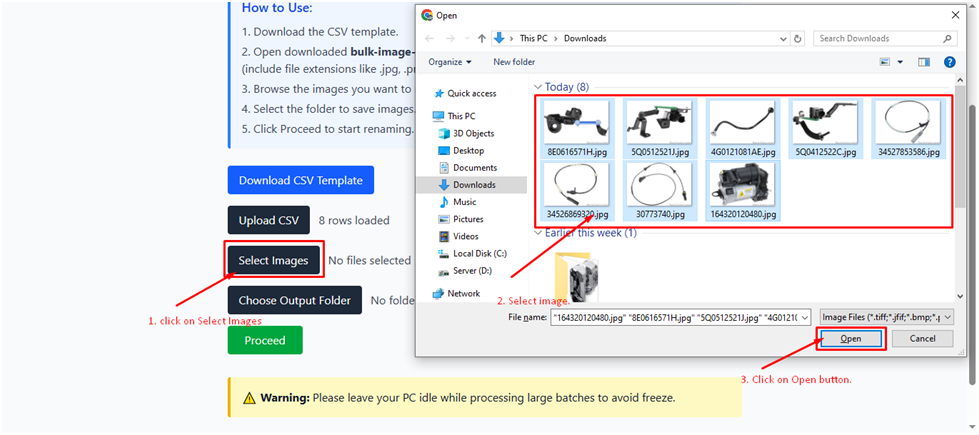 How to Use:
1. Download the CSV template.
2. Open downloaded bulk-image-
(include file extensions like .jpg, .pr
3. Browse the images you want to
4. Select the folder to save images.
5. Click Proceed to start renaming.
Download CSV Template
Upload CSV 8 rows loaded
Select Images No files selected
1. click on Select Images
Choose Output Folder No folde
Proceed
Warning: Please leave your PC idle while processing large batches to avoid freeze.
Open
This PC > Downloads
Search Downloads
Organize New folder
Quick access
This PC
3D Objects
Desktop
Documents
Downloads
Music
Pictures
Videos
Local Disk (C:)
Server (D:)
Network
Today (8)
8E0616571H.jpg 5Q0512521J.jpg 4G0121081AE.jpg 5Q0412522C.jpg 34527853586.jpg
34526869320.jpg 30773740.jpg 164320120480.jpg
Earlier this week (1)
2. Select image.
File name: "164320120480.jpg" "8E0616571H.jpg" "5Q0512521J.jpg" "4G0121( Image Files (*.tiff;*.jfif;*.bmp;*.p
Open Cancel
3. Click on Open button.